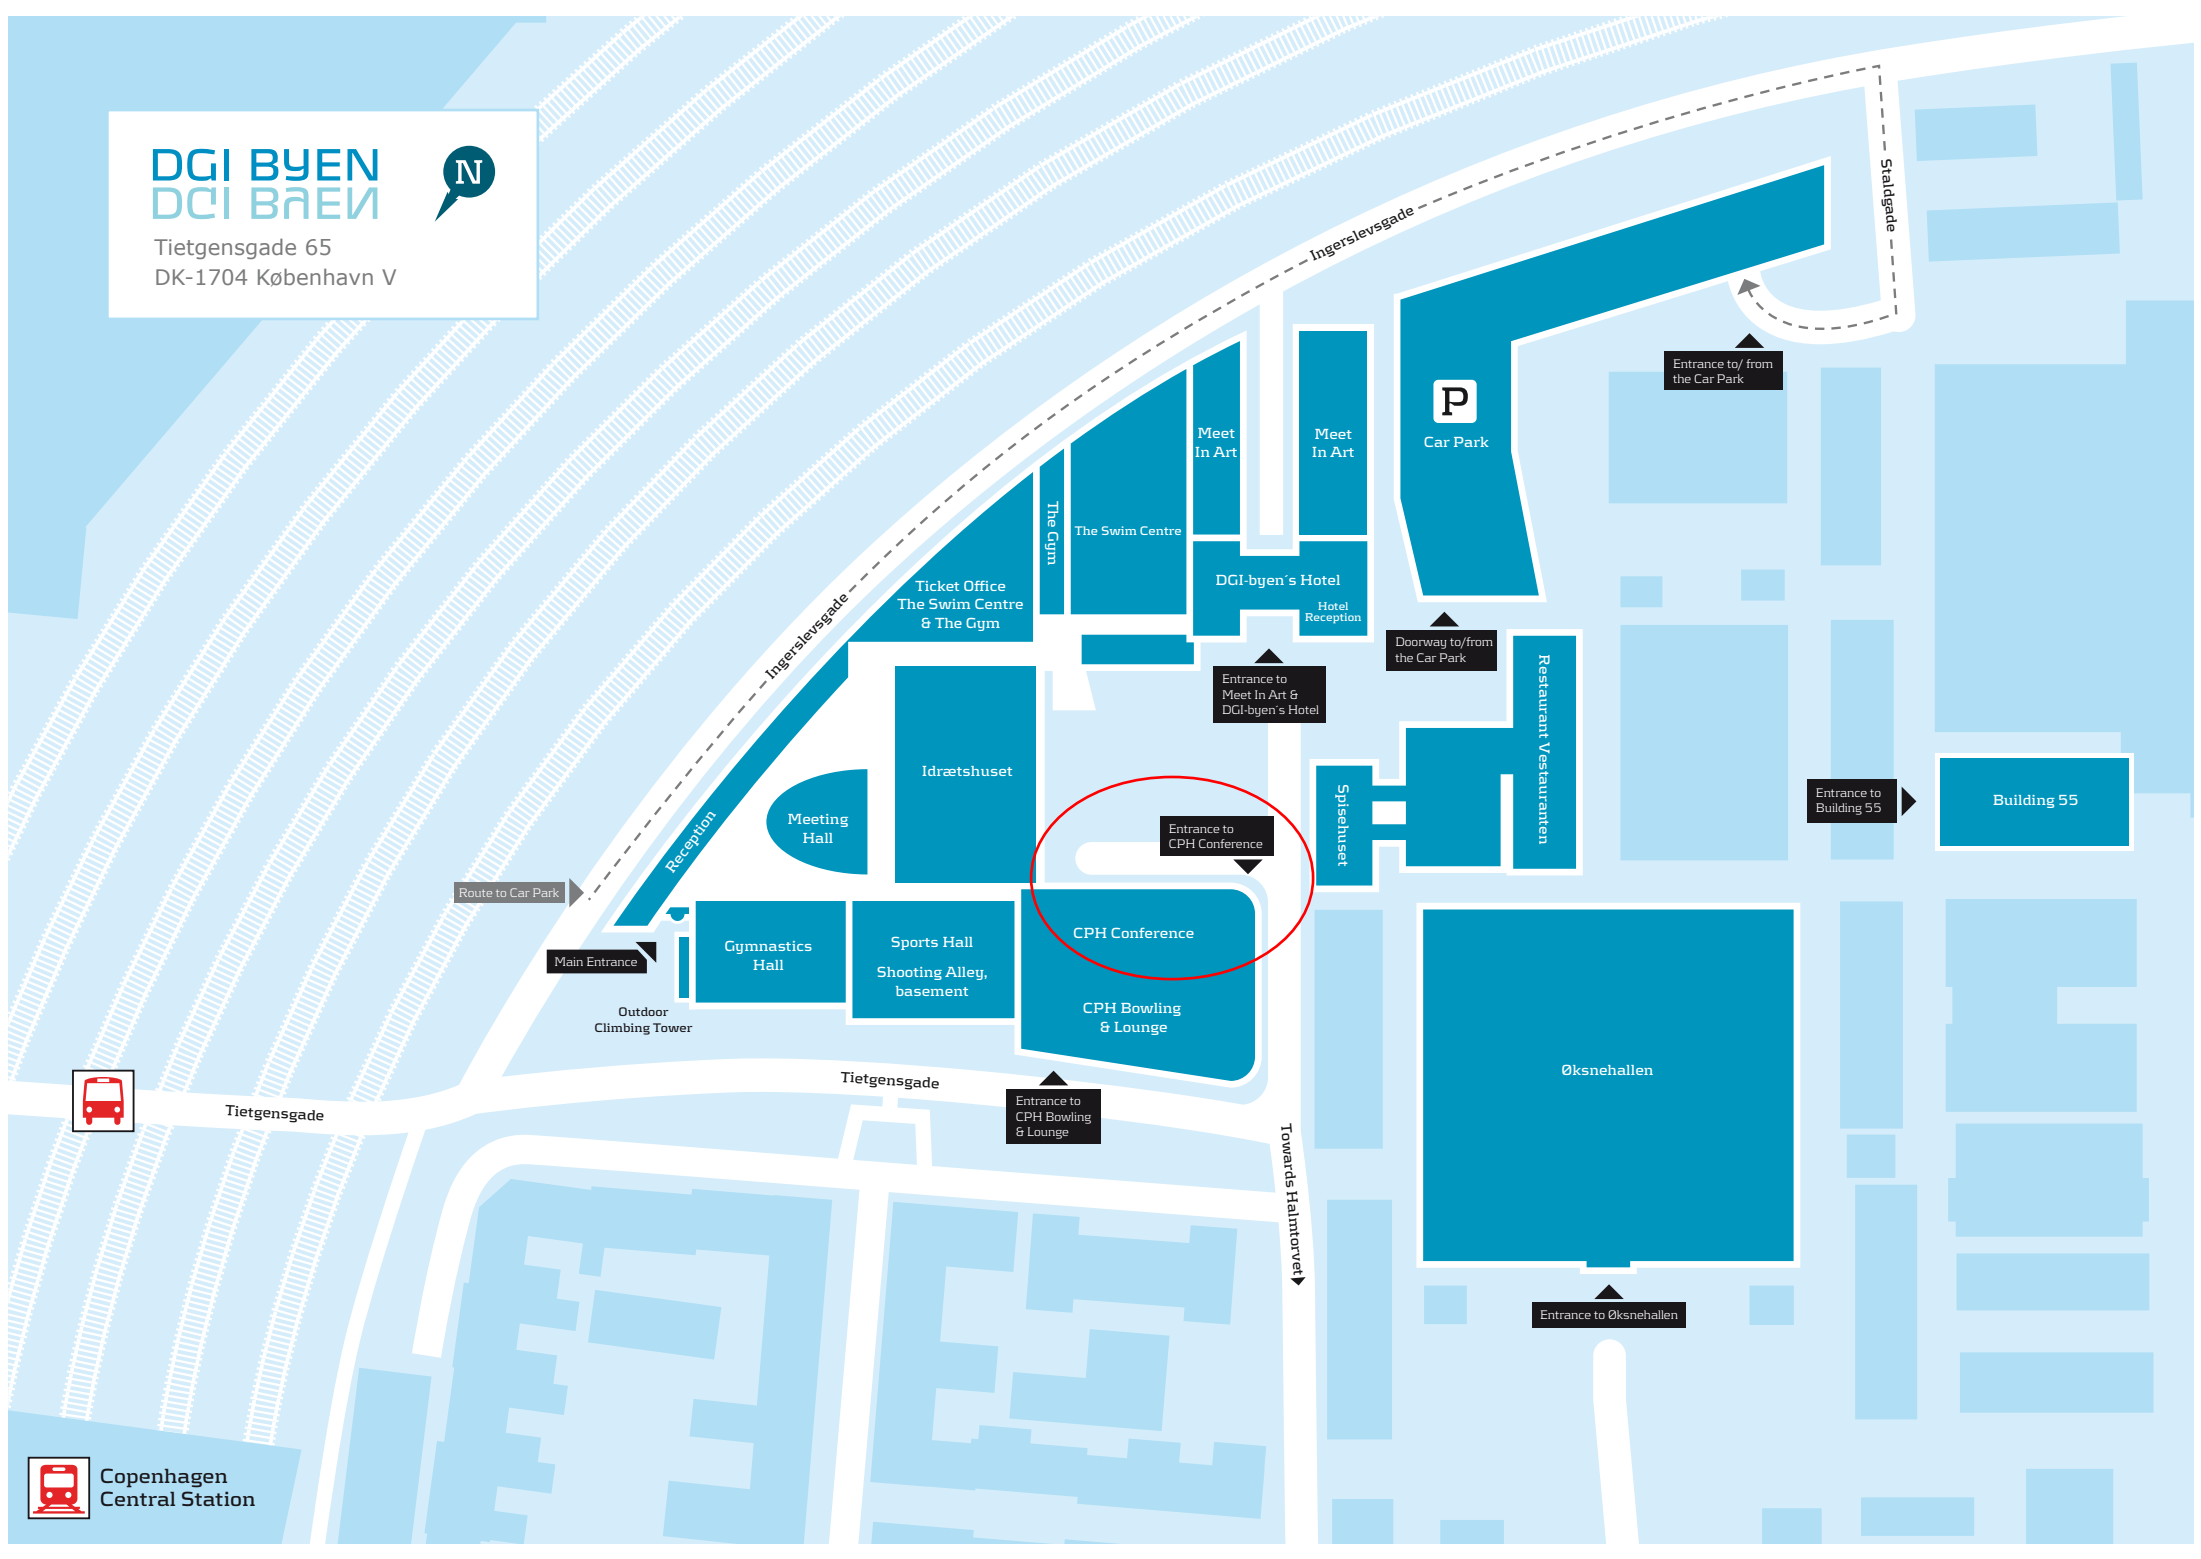 DGI BYEN
N
Tietgensgade 65
DK-1704 København V
Ingerslevsgade
Staldgade
Entrance to/ from
the Car Park
P
Car Park
Meet
In Art
Meet
In Art
The Gym
The Swim Centre
DGI-byen´s Hotel
Hotel
Reception
Ticket Office
The Swim Centre
& The Gym
Ingerslevsgade
Doorway to/from
the Car Park
Entrance to
Meet In Art &
DGI-byen´s Hotel
Restaurant Vestauranten
Idrætshuset
Spisehuset
Entrance to
Building 55
Building 55
Meeting
Hall
Entrance to
CPH Conference
Reception
Route to Car Park
Main Entrance
Gymnastics
Hall
Sports Hall
Shooting Alley,
basement
CPH Conference
CPH Bowling
& Lounge
Outdoor
Climbing Tower
Øksnehallen
Tietgensgade
Tietgensgade
Entrance to
CPH Bowling
& Lounge
Towards Halmtorvet
Entrance to Øksnehallen
Copenhagen
Central Station